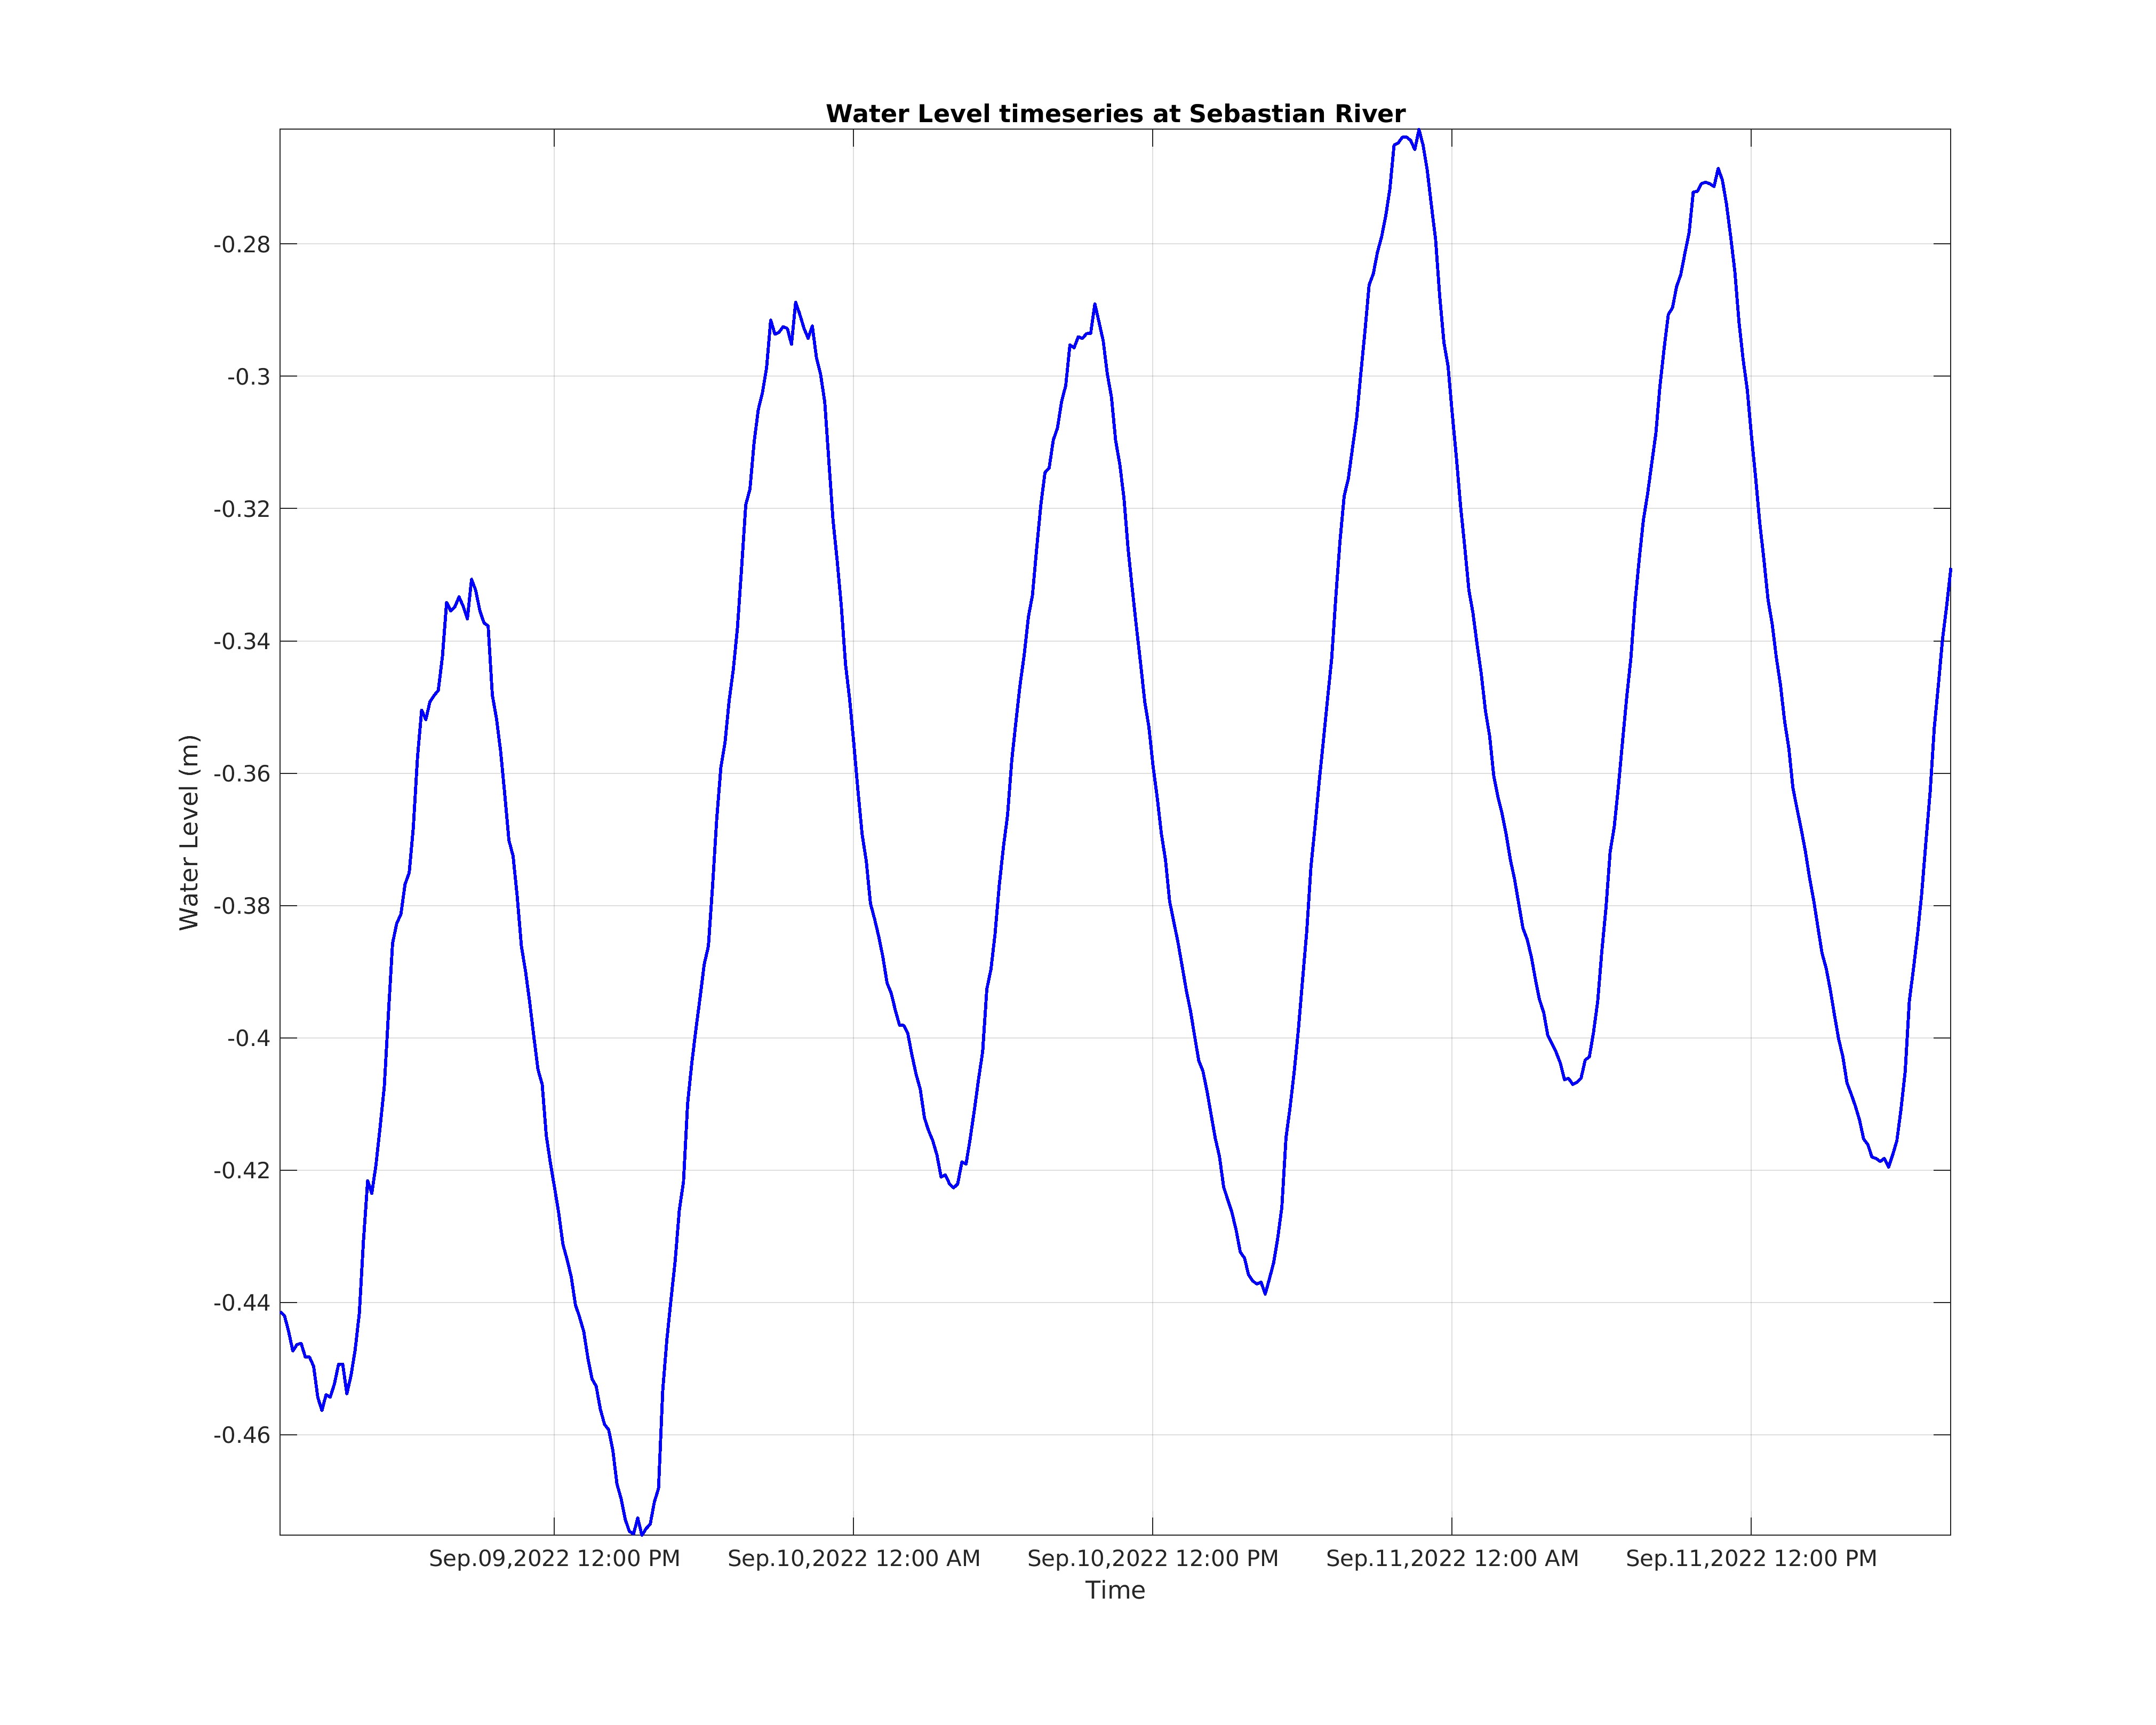 Water Level timeseries at Sebastian River
-0.28
-0.3
-0.32
-0.34
-0.36
-0.38
-0.4
-0.42
-0.44
-0.46
Water Level (m)
Sep.09,2022 12:00 PM
Sep.10,2022 12:00 AM
Sep.10,2022 12:00 PM
Sep.11,2022 12:00 AM
Sep.11,2022 12:00 PM
Time